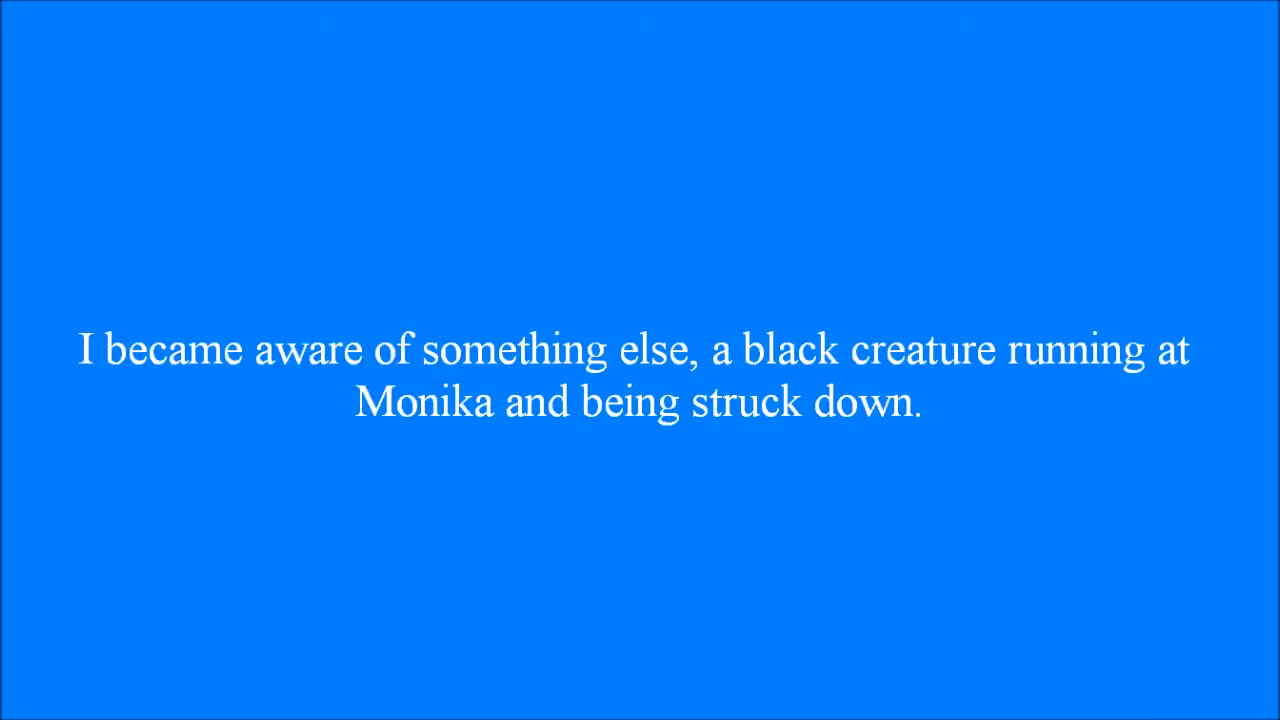 I became aware of something else, a black creature running at
Monika and being struck down.